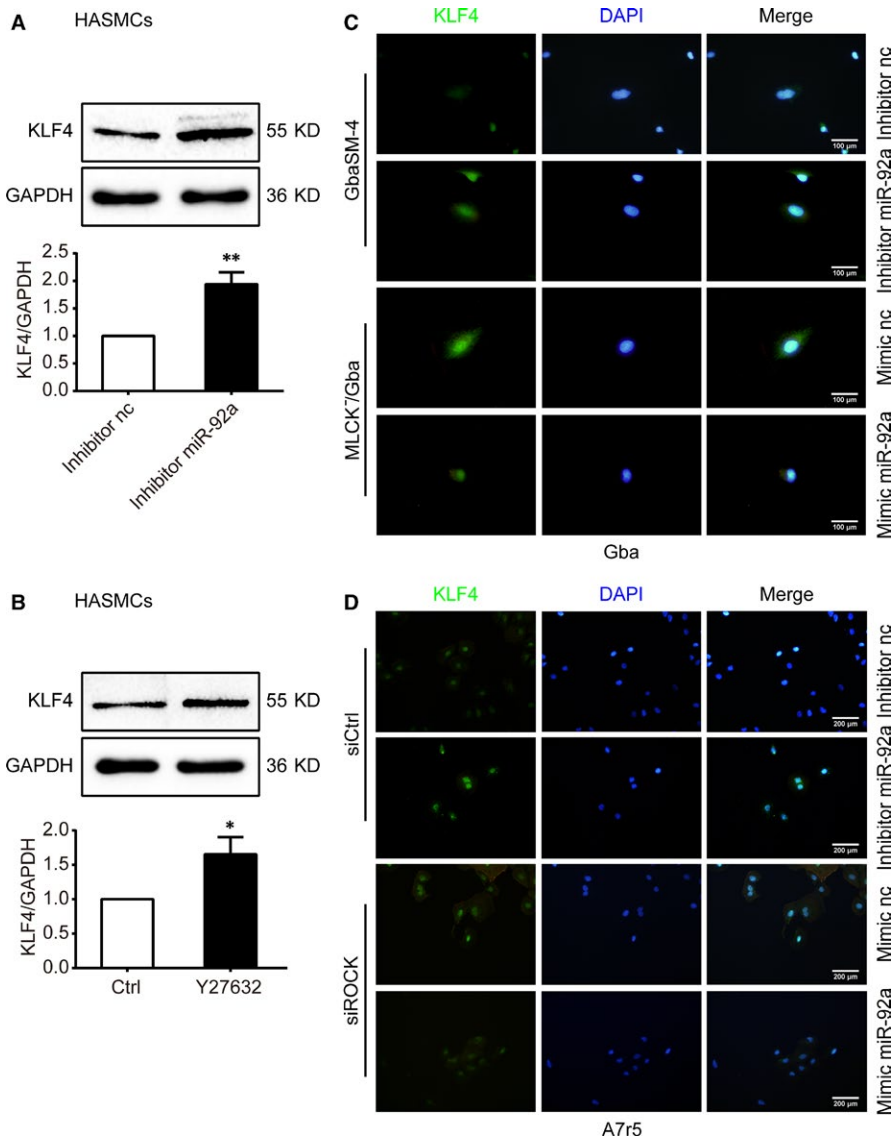 A HASMCs
KLF4 55 KD
GAPDH 36 KD
KLF4/GAPDH
2.5
2.0
1.5
1.0
0.5
0.0
**
Inhibitor nc
Inhibitor miR-92a
B HASMCs
KLF4 55 KD
GAPDH 36 KD
KLF4/GAPDH
2.0
1.5
1.0
0.5
0.0
*
Ctrl Y27632
C KLF4 DAPI Merge
GbaSM-4
MLCK-/Gba
Inhibitor nc
100 μm
Inhibitor miR-92a
100 μm
Mimic nc
100 μm
Mimic miR-92a
100 μm
Gba
D KLF4 DAPI Merge
siCtrl
siROCK
Inhibitor nc
200 μm
Inhibitor miR-92a
200 μm
Mimic nc
200 μm
Mimic miR-92a
200 μm
A7r5